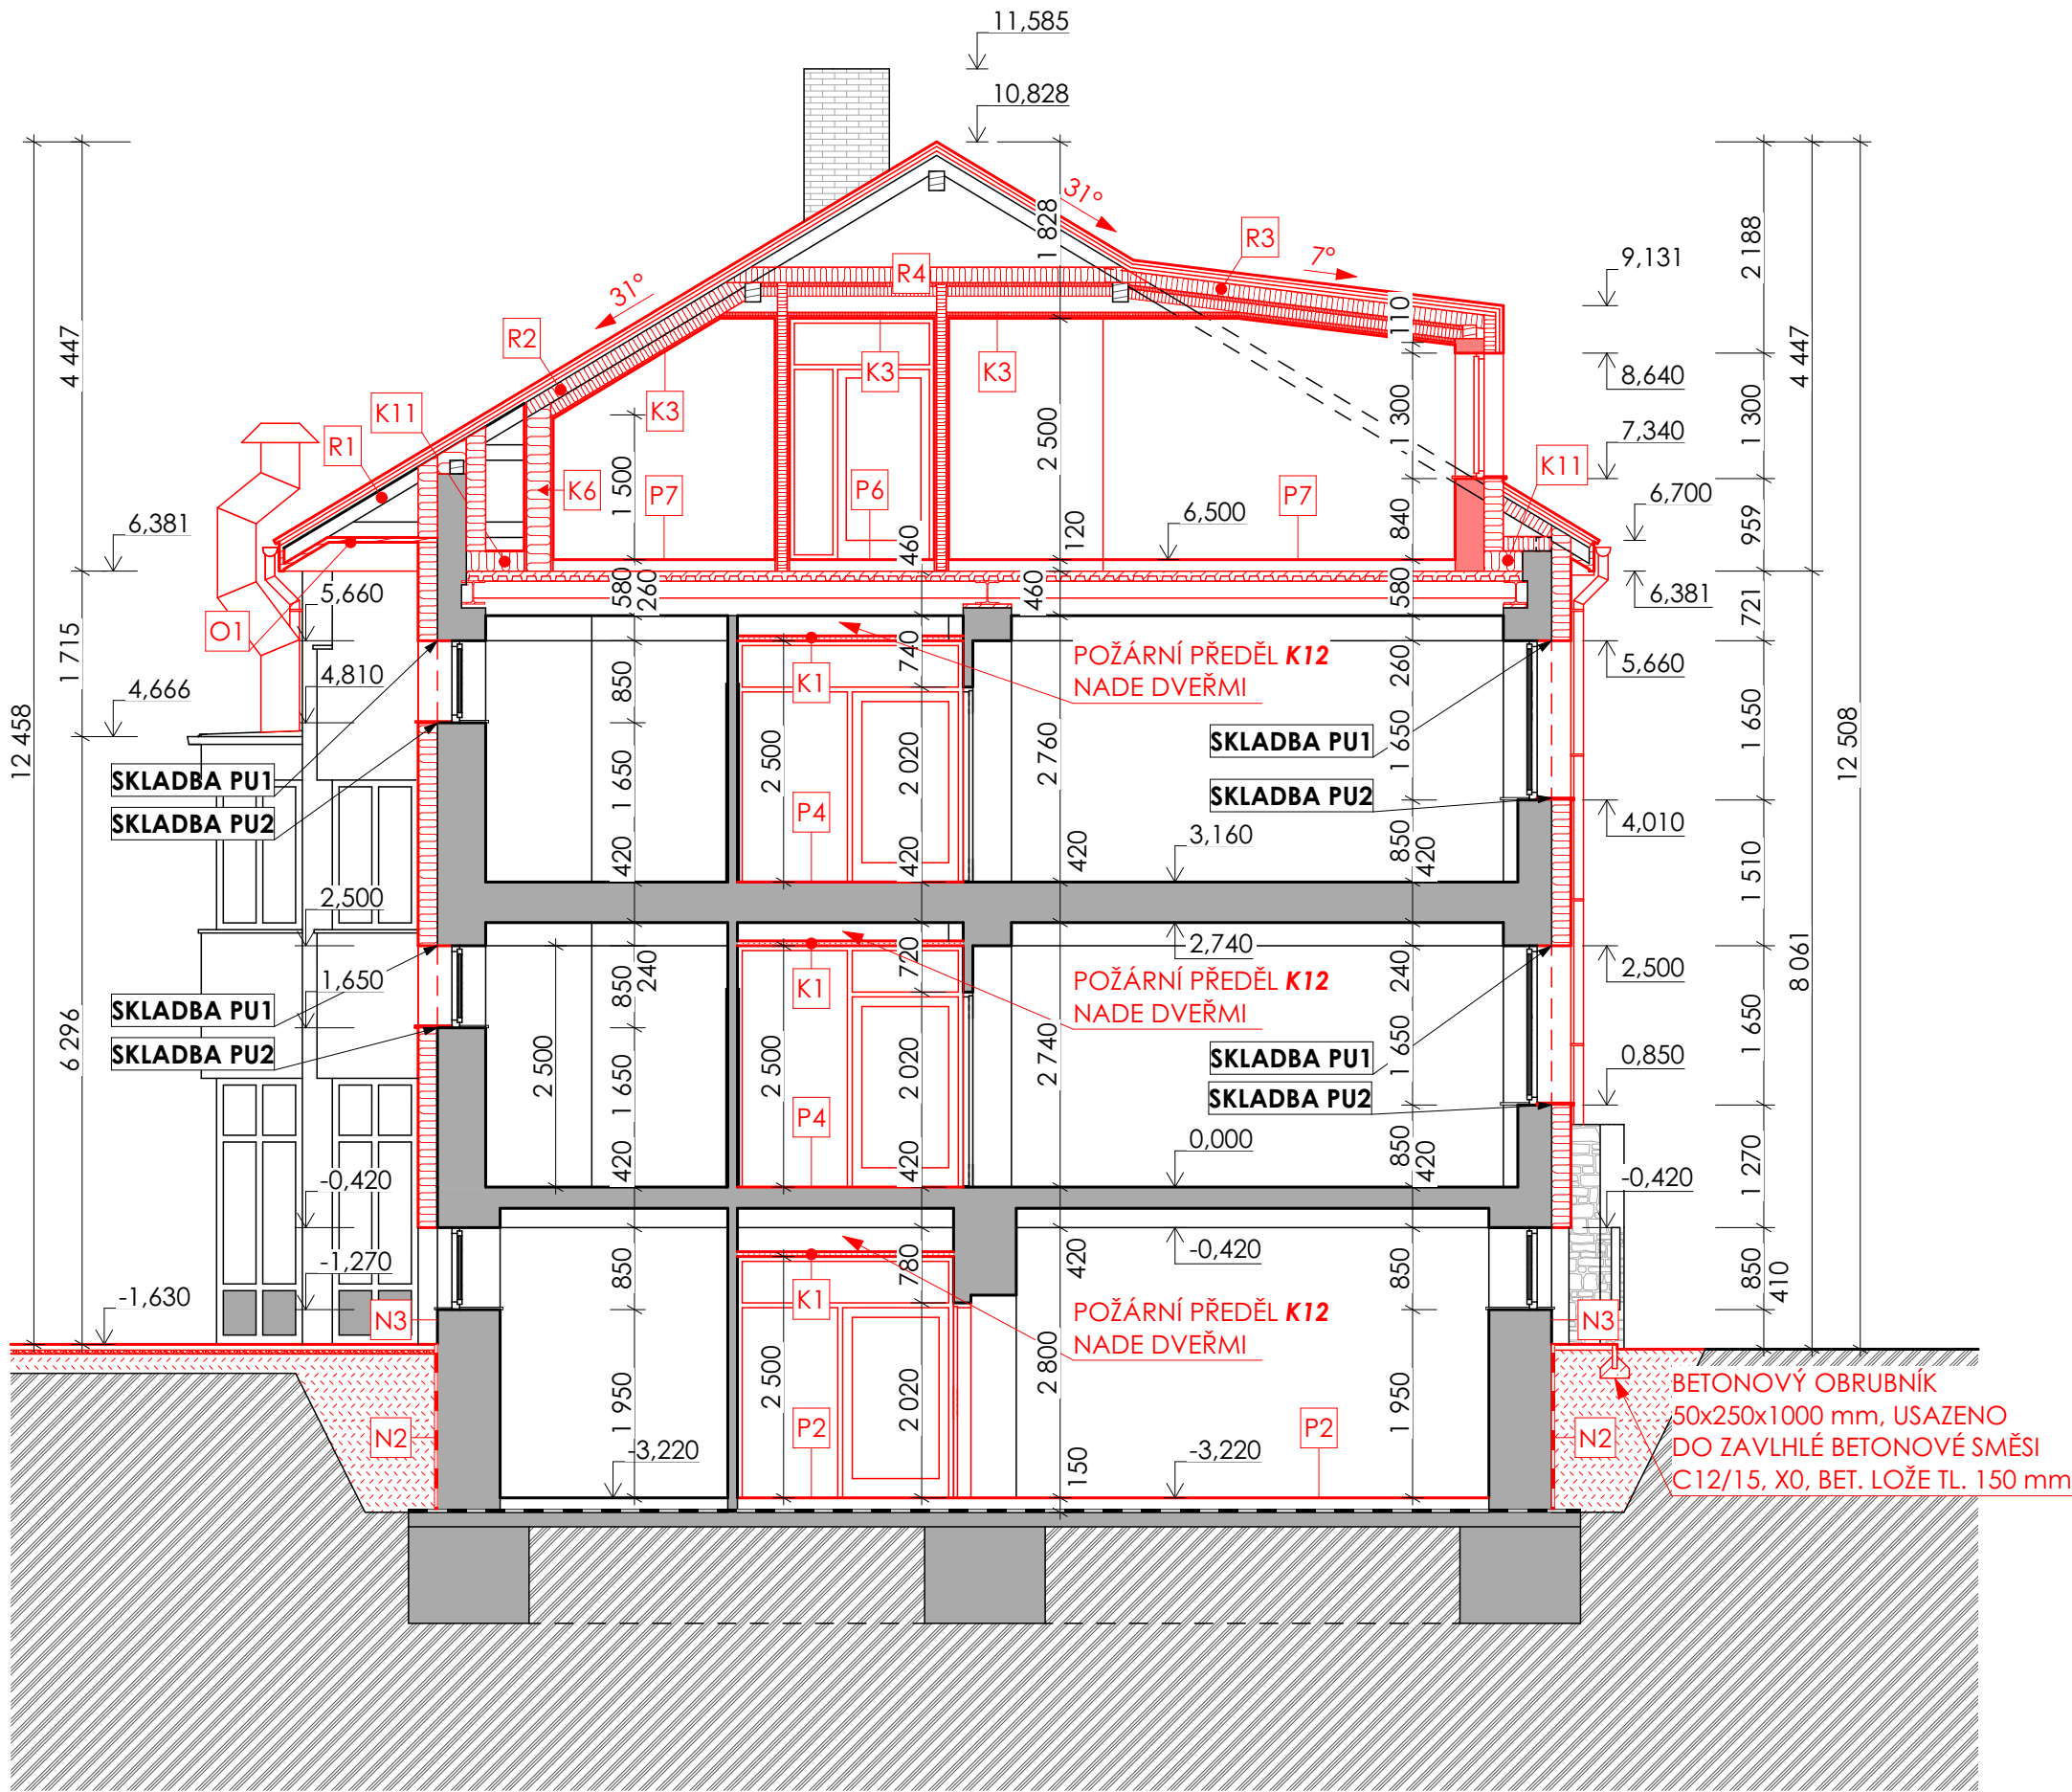 11,585
10,828
31°
R3
7°
R4
31°
R2
K11
R1
K3
K3
K3
K6
P7
P6
P7
K11
O1
9,131
8,640
7,340
6,700
6,381
5,660
4,010
2,500
0,850
-0,420
6,381
5,660
4,810
4,666
2,500
1,650
-0,420
-1,270
-1,630
6,500
3,160
2,740
0,000
-0,420
-3,220
-3,220
12 458
4 447
1 715
6 296
1 828
2 500
120
460
460
1 500
580
260
850
1 650
420
850
240
1 650
420
850
1 950
2 500
2 500
2 500
2 500
740
2 020
420
720
2 020
420
780
2 020
2 760
420
2 740
420
2 800
150
110
1 300
840
580
260
1 650
850
420
240
1 650
850
420
850
1 950
2 188
1 300
959
721
1 650
1 510
1 650
1 270
850
410
4 447
8 061
12 508
K1
P4
K1
P4
K1
P2
P2
POŽÁRNÍ PŘEDĚL K12
NADE DVEŘMI
POŽÁRNÍ PŘEDĚL K12
NADE DVEŘMI
POŽÁRNÍ PŘEDĚL K12
NADE DVEŘMI
SKLADBA PU1
SKLADBA PU2
SKLADBA PU1
SKLADBA PU2
SKLADBA PU1
SKLADBA PU2
SKLADBA PU1
SKLADBA PU2
N3
N2
N3
N2
BETONOVÝ OBRUBNÍK
50x250x1000 mm, USAZENO
DO ZAVLHLÉ BETONOVÉ SMĚSI
C12/15, X0, BET. LOŽE TL. 150 mm